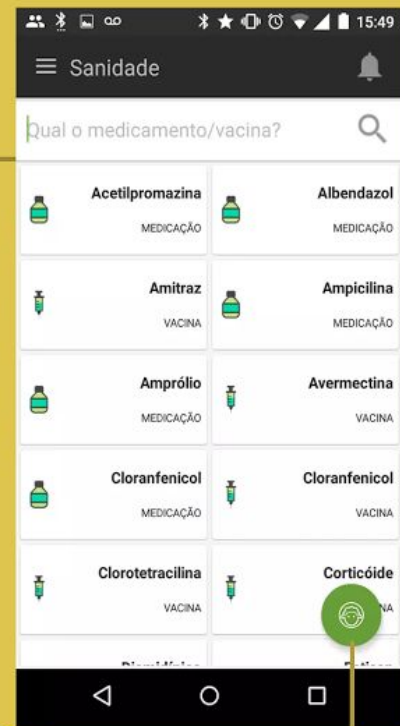 15:49
Sanidade
Qual o medicamento/vacina?
Acetilpromazina
MEDICAÇÃO
Albendazol
MEDICAÇÃO
Amitraz
VACINA
Ampicilina
MEDICAÇÃO
Amprólio
MEDICAÇÃO
Avermectina
VACINA
Cloranfenicol
MEDICAÇÃO
Cloranfenicol
VACINA
Clorotetracilina
VACINA
Corticóide
NA